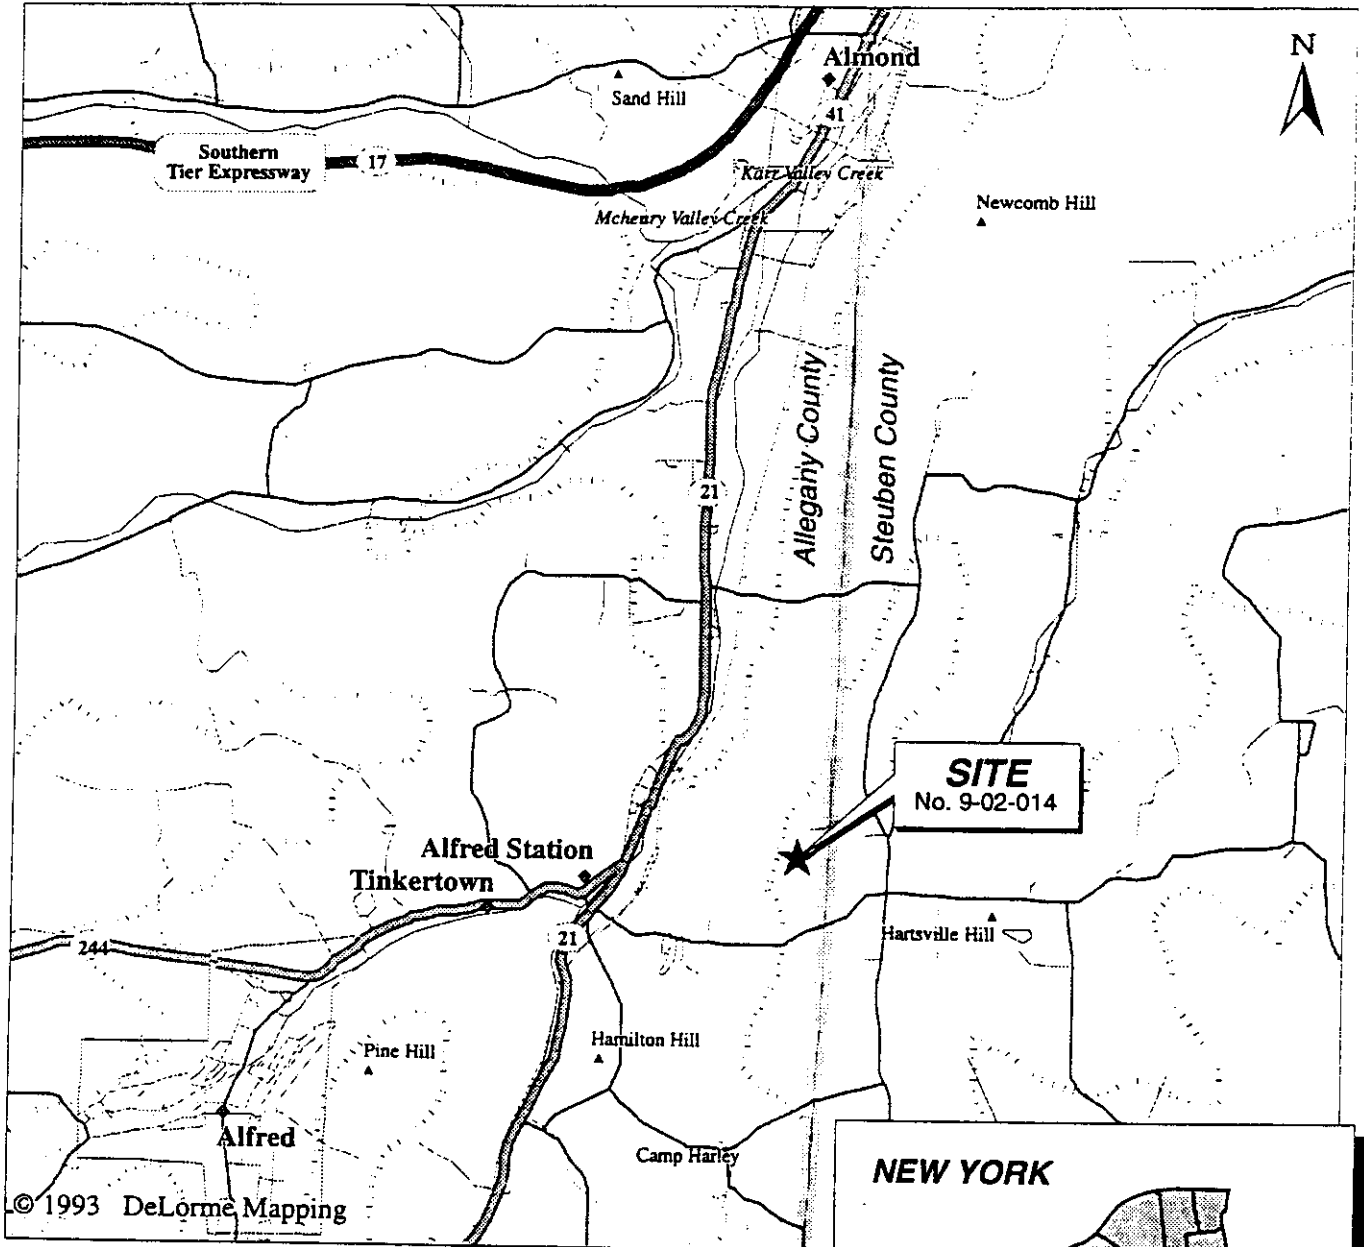 N
Almond
Sand Hill
41
Southern
Tier Expressway
17
Karr Valley Creek
Newcomb Hill
Mchenry Valley Creek
Allegany County
Steuben County
21
SITE
No. 9-02-014
Alfred Station
Tinkertown
244
21
Hartsville Hill
Pine Hill
Hamilton Hill
Alfred
Camp Harley
NEW YORK
© 1993 DeLorme Mapping